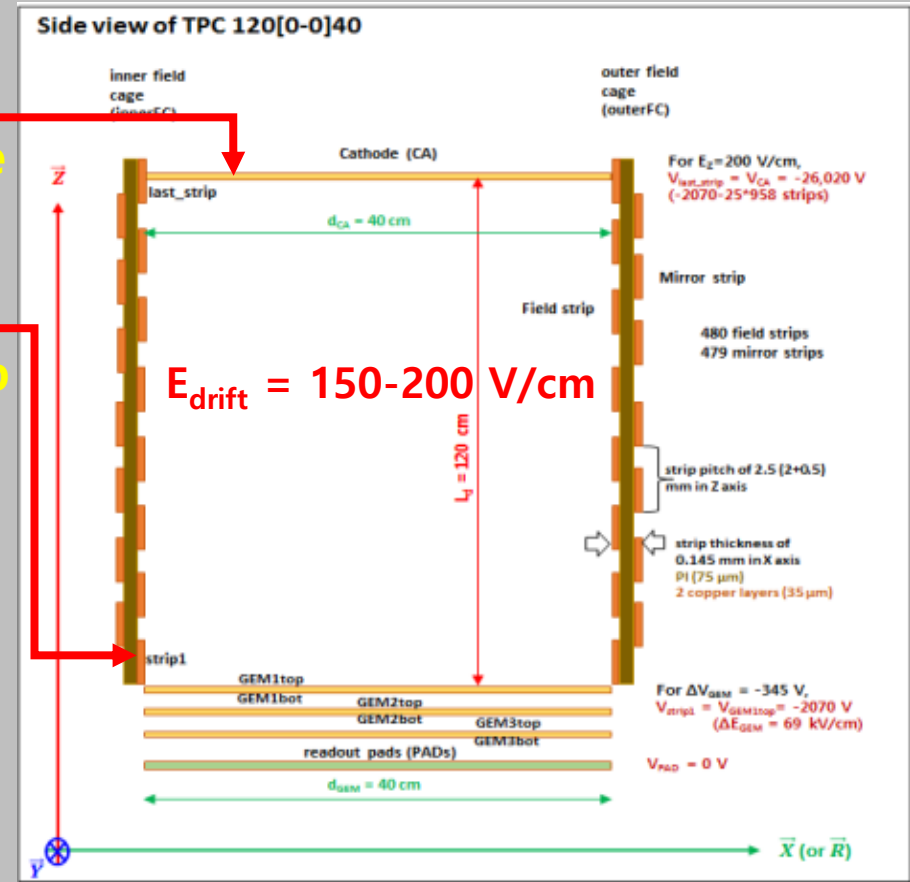 Side view of TPC 120[0-0]40
inner field
cage
(innerFC)
outer field
cage
(outerFC)
Cathode (CA)
For E_Z=200 V/cm,
V_last_strip = V_CA = -26,020 V
(-2070-25*958 strips)
Z
last_strip
d_CA = 40 cm
Mirror strip
Field strip
480 field strips
479 mirror strips
E_drift = 150-200 V/cm
L_d = 120 cm
strip pitch of 2.5 (2+0.5)
mm in Z axis
strip thickness of
0.145 mm in X axis
PI (75 µm)
2 copper layers (35 µm)
strip1
GEM1top
GEM1bot
GEM2top
GEM2bot
GEM3top
GEM3bot
For ΔV_GEM = -345 V,
V_strip1 = V_GEM1top = -2070 V
(ΔE_GEM = 69 kV/cm)
readout pads (PADs)
V_PAD = 0 V
d_GEM = 40 cm
X (or R)
Y